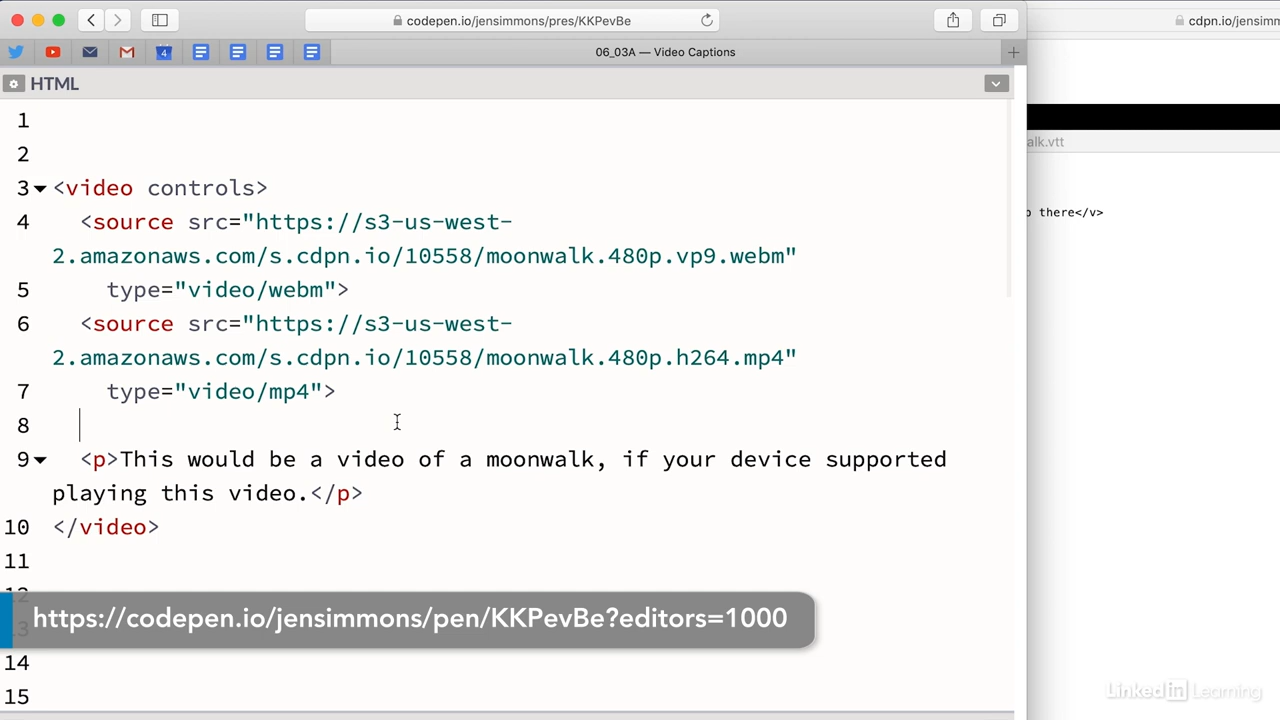 codepen.io/jensimmons/pres/KKPevBe
cdpn.io/jensimm
4
06_03A — Video Captions
HTML
alk.vtt
1
2
3 <video controls>
there</v>
4 <source src="https://s3-us-west-
2.amazonaws.com/s.cdpn.io/10558/moonwalk.480p.vp9.webm"
5 type="video/webm">
6 <source src="https://s3-us-west-
2.amazonaws.com/s.cdpn.io/10558/moonwalk.480p.h264.mp4"
7 type="video/mp4">
8
9 <p>This would be a video of a moonwalk, if your device supported
playing this video.</p>
10 </video>
11
https://codepen.io/jensimmons/pen/KKPevBe?editors=1000
14
15
LinkedIn Learning